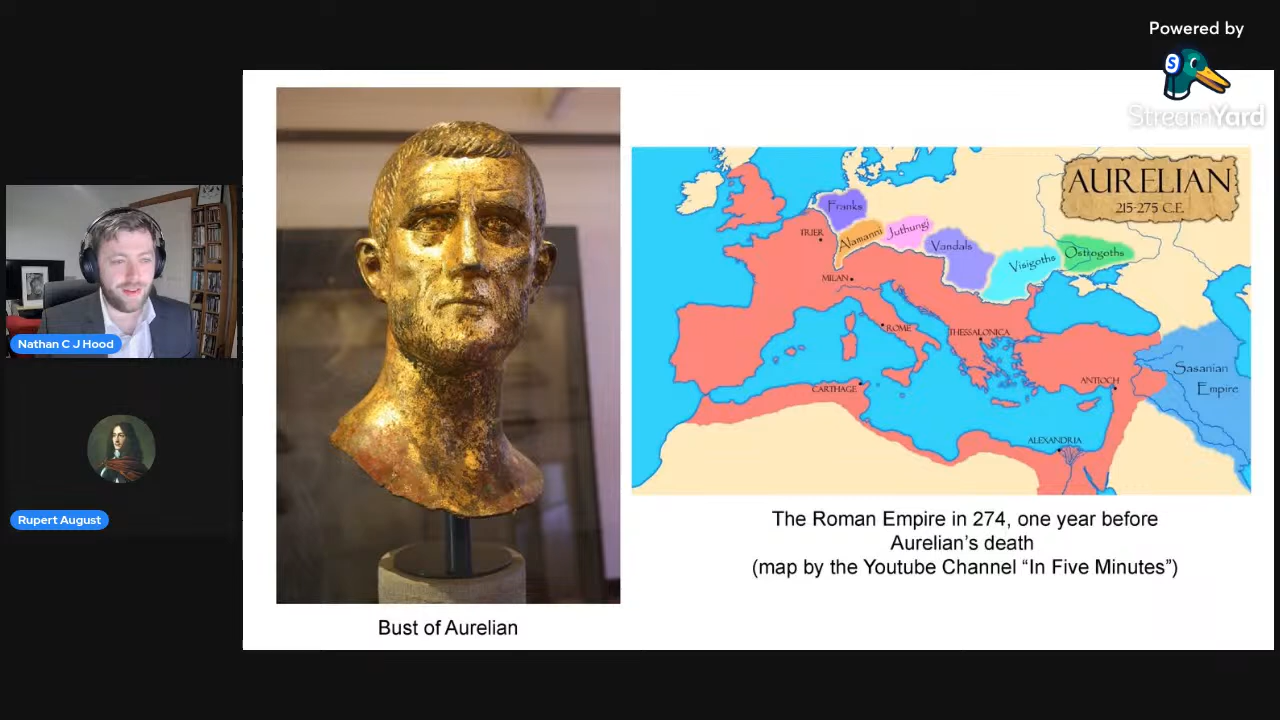 Powered by
S
StreamYard
Nathan C J Hood
Rupert August
AURELIAN
215-275 C.E.
Franks
TRIER
Alamanni
Juthungi
Vandals
Visigoths
Ostrogoths
MILAN
ROME
THESSALONICA
Sasanian
Empire
ANTIOCH
CARTHAGE
ALEXANDRIA
The Roman Empire in 274, one year before
Aurelian’s death
(map by the Youtube Channel “In Five Minutes”)
Bust of Aurelian